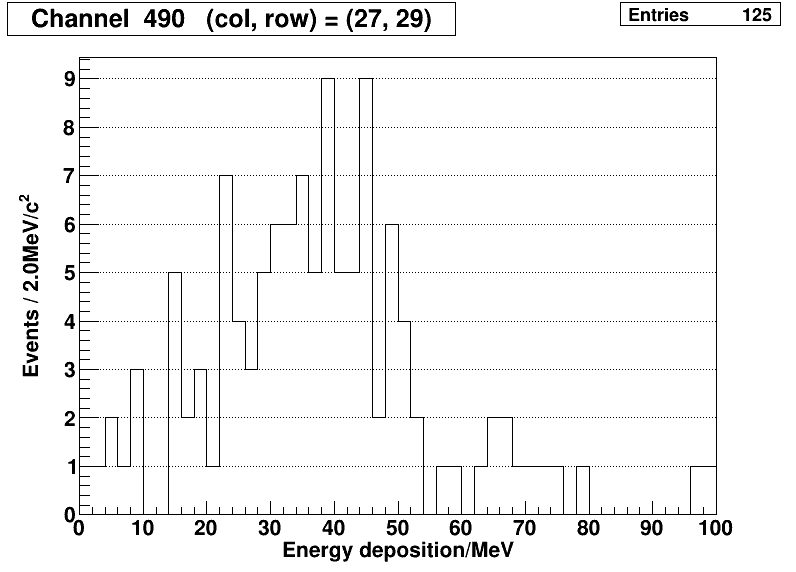 Channel  490   (col, row) = (27, 29)
Entries 125
Events / 2.0MeV/c²
9
8
7
6
5
4
3
2
1
0
0 10 20 30 40 50 60 70 80 90 100
Energy deposition/MeV